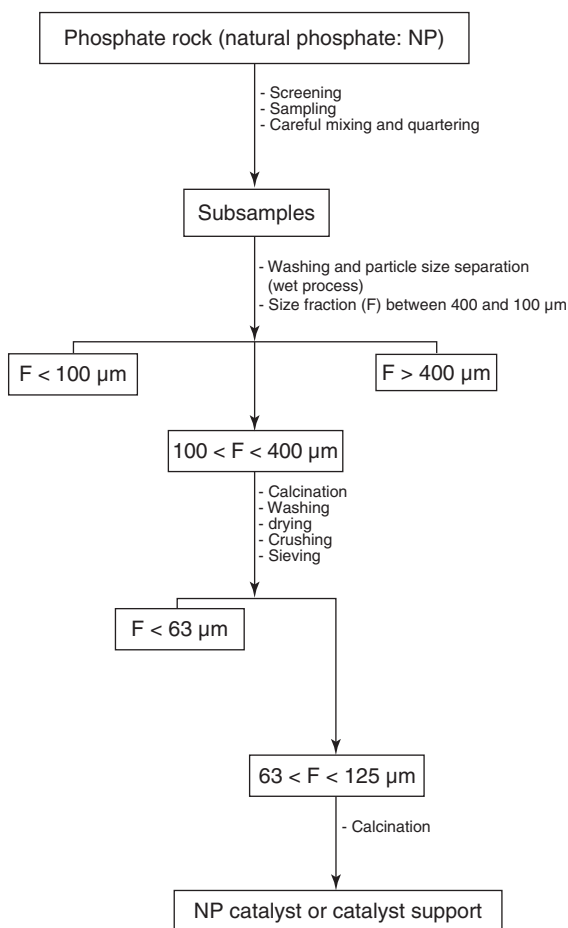 Phosphate rock (natural phosphate: NP)
- Screening
- Sampling
- Careful mixing and quartering
Subsamples
- Washing and particle size separation
(wet process)
- Size fraction (F) between 400 and 100 µm
F < 100 µm
F > 400 µm
100 < F < 400 µm
- Calcination
- Washing
- drying
- Crushing
- Sieving
F < 63 µm
63 < F < 125 µm
- Calcination
NP catalyst or catalyst support